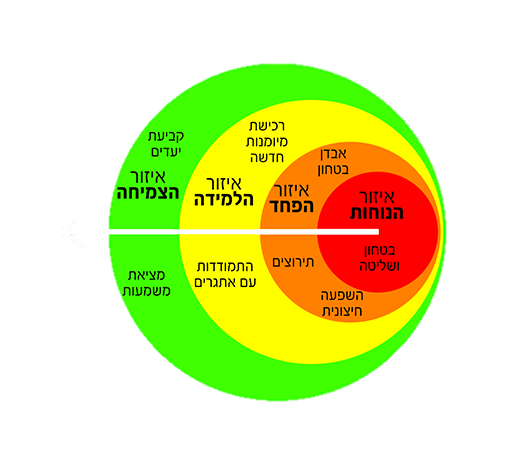 איזור
הנוחות
בטחון
ושליטה
אבדן
בטחון
איזור
הפחד
תירוצים
השפעה
חיצונית
רכישת
מיומנות
חדשה
איזור
הלמידה
התמודדות
עם אתגרים
קביעת
יעדים
איזור
הצמיחה
מציאת
משמעות